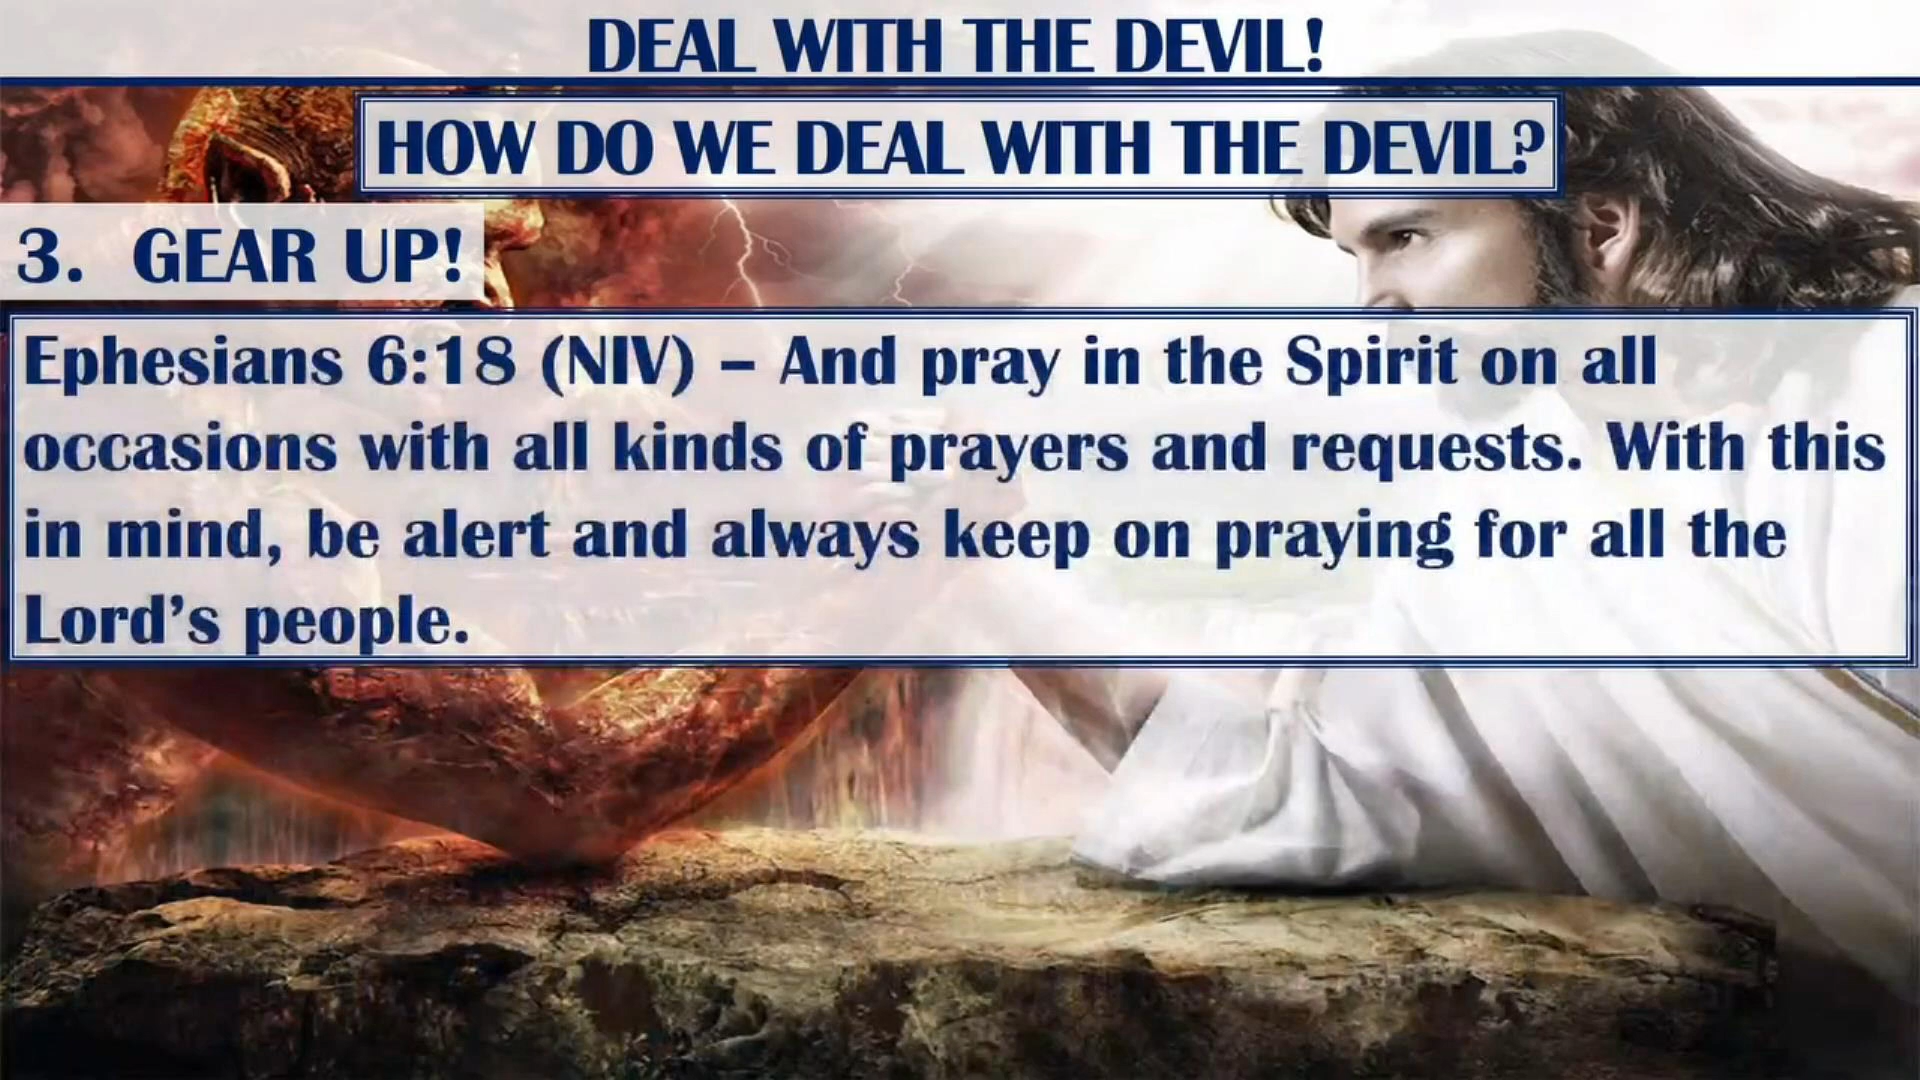 DEAL WITH THE DEVIL!
HOW DO WE DEAL WITH THE DEVIL?
3. GEAR UP!
Ephesians 6:18 (NIV) – And pray in the Spirit on all
occasions with all kinds of prayers and requests. With this
in mind, be alert and always keep on praying for all the
Lord’s people.